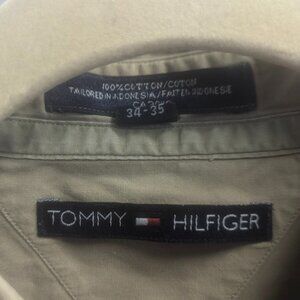 100% COTTON/COTON
TAILORED IN INDONESIA/FAIT EN INDONESIE
34-35
TOMMY HILFIGER